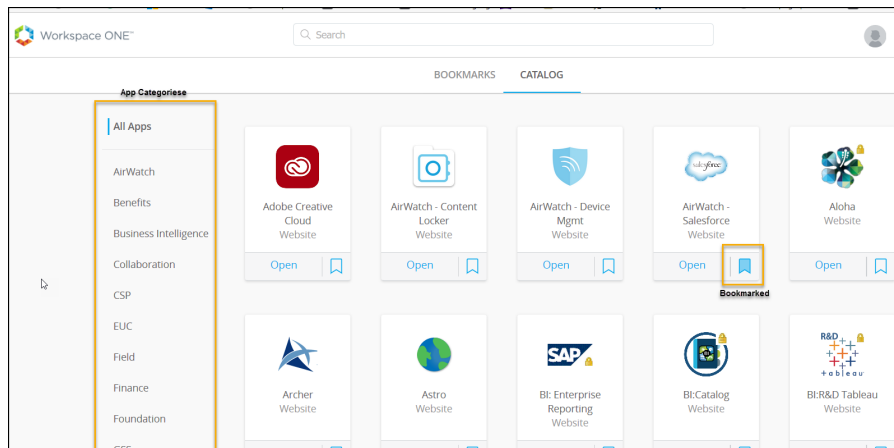 Workspace ONE™
Search
BOOKMARKS CATALOG
App Categoriese
All Apps
AirWatch
Benefits
Business Intelligence
Collaboration
CSP
EUC
Field
Finance
Foundation
Adobe Creative
Cloud
Website
Open
AirWatch - Content
Locker
Website
Open
AirWatch - Device
Mgmt
Website
Open
salesforce
AirWatch -
Salesforce
Website
Open
Bookmarked
Aloha
Website
Open
Archer
Website
Astro
Website
SAP
BI: Enterprise
Reporting
Website
BI:Catalog
Website
R&D
+ a b l e a u
BI:R&D Tableau
Website